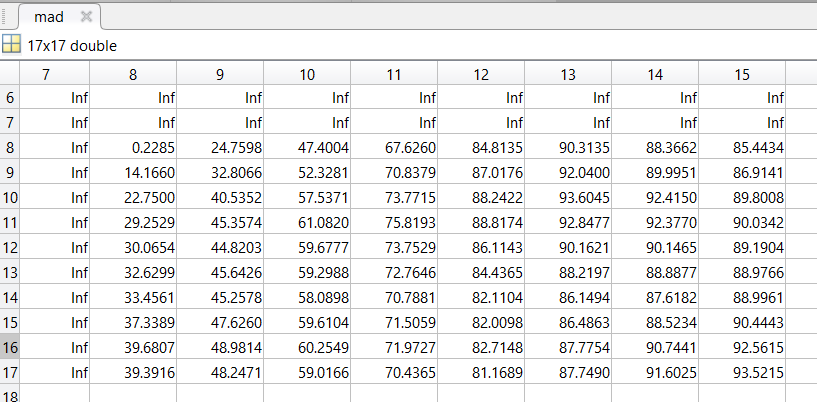 mad
17x17 double
7 8 9 10 11 12 13 14 15
6 Inf Inf Inf Inf Inf Inf Inf Inf Inf
7 Inf Inf Inf Inf Inf Inf Inf Inf Inf
8 Inf 0.2285 24.7598 47.4004 67.6260 84.8135 90.3135 88.3662 85.4434
9 Inf 14.1660 32.8066 52.3281 70.8379 87.0176 92.0400 89.9951 86.9141
10 Inf 22.7500 40.5352 57.5371 73.7715 88.2422 93.6045 92.4150 89.8008
11 Inf 29.2529 45.3574 61.0820 75.8193 88.8174 92.8477 92.3770 90.0342
12 Inf 30.0654 44.8203 59.6777 73.7529 86.1143 90.1621 90.1465 89.1904
13 Inf 32.6299 45.6426 59.2988 72.7646 84.4365 88.2197 88.8877 88.9766
14 Inf 33.4561 45.2578 58.0898 70.7881 82.1104 86.1494 87.6182 88.9961
15 Inf 37.3389 47.6260 59.6104 71.5059 82.0098 86.4863 88.5234 90.4443
16 Inf 39.6807 48.9814 60.2549 71.9727 82.7148 87.7754 90.7441 92.5615
17 Inf 39.3916 48.2471 59.0166 70.4365 81.1689 87.7490 91.6025 93.5215
18